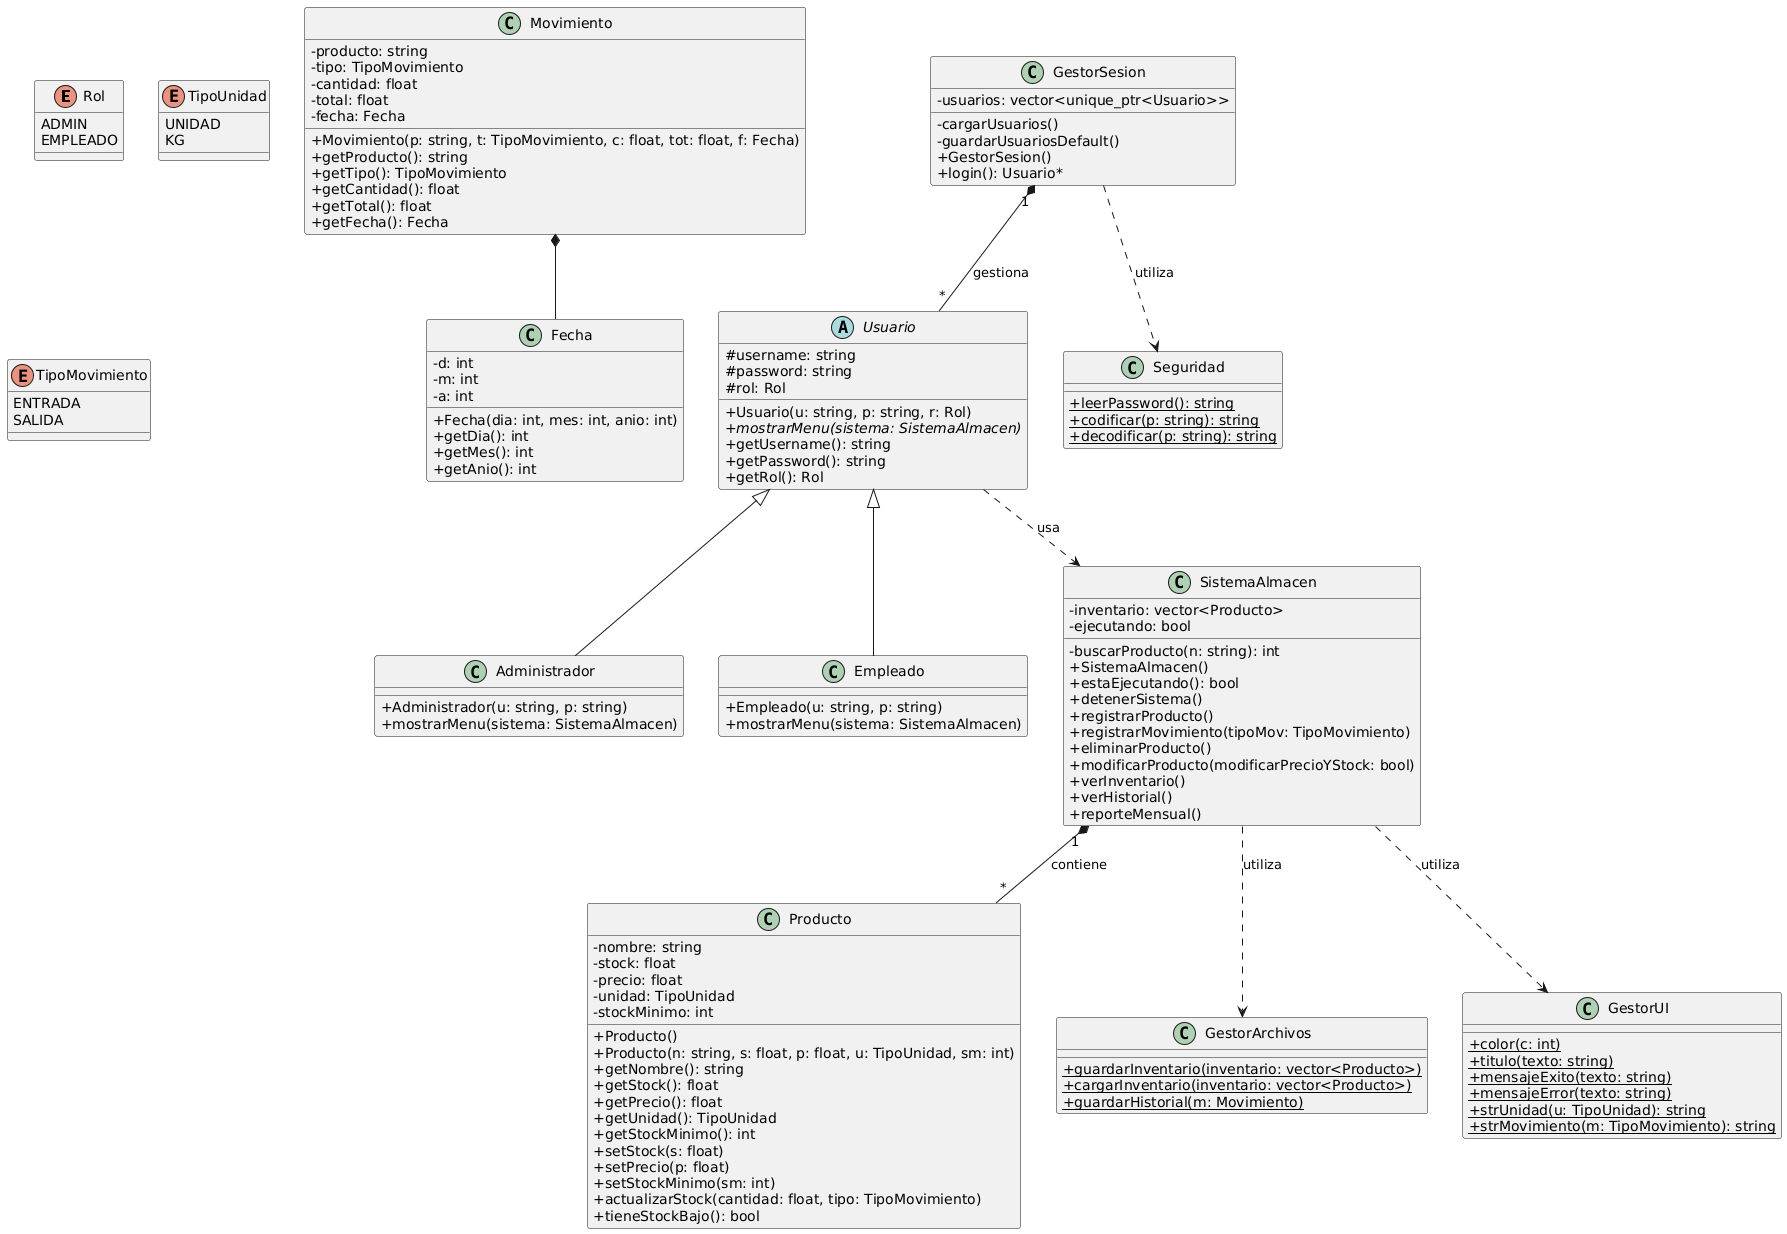 Rol
ADMIN
EMPLEADO
TipoUnidad
UNIDAD
KG
Movimiento
-producto: string
-tipo: TipoMovimiento
-cantidad: float
-total: float
-fecha: Fecha
+Movimiento(p: string, t: TipoMovimiento, c: float, tot: float, f: Fecha)
+getProducto(): string
+getTipo(): TipoMovimiento
+getCantidad(): float
+getTotal(): float
+getFecha(): Fecha
GestorSesion
-usuarios: vector<unique_ptr<Usuario>>
-cargarUsuarios()
-guardarUsuariosDefault()
+GestorSesion()
+login(): Usuario*
1
gestiona
*
utiliza
TipoMovimiento
ENTRADA
SALIDA
Fecha
-d: int
-m: int
-a: int
+Fecha(dia: int, mes: int, anio: int)
+getDia(): int
+getMes(): int
+getAnio(): int
Usuario
#username: string
#password: string
#rol: Rol
+Usuario(u: string, p: string, r: Rol)
+mostrarMenu(sistema: SistemaAlmacen)
+getUsername(): string
+getPassword(): string
+getRol(): Rol
Seguridad
+leerPassword(): string
+codificar(p: string): string
+decodificar(p: string): string
usa
Administrador
+Administrador(u: string, p: string)
+mostrarMenu(sistema: SistemaAlmacen)
Empleado
+Empleado(u: string, p: string)
+mostrarMenu(sistema: SistemaAlmacen)
SistemaAlmacen
-inventario: vector<Producto>
-ejecutando: bool
-buscarProducto(n: string): int
+SistemaAlmacen()
+estaEjecutando(): bool
+detenerSistema()
+registrarProducto()
+registrarMovimiento(tipoMov: TipoMovimiento)
+eliminarProducto()
+modificarProducto(modificarPrecioYStock: bool)
+verInventario()
+verHistorial()
+reporteMensual()
1
contiene
*
utiliza
utiliza
Producto
-nombre: string
-stock: float
-precio: float
-unidad: TipoUnidad
-stockMinimo: int
+Producto()
+Producto(n: string, s: float, p: float, u: TipoUnidad, sm: int)
+getNombre(): string
+getStock(): float
+getPrecio(): float
+getUnidad(): TipoUnidad
+getStockMinimo(): int
+setStock(s: float)
+setPrecio(p: float)
+setStockMinimo(sm: int)
+actualizarStock(cantidad: float, tipo: TipoMovimiento)
+tieneStockBajo(): bool
GestorArchivos
+guardarInventario(inventario: vector<Producto>)
+cargarInventario(inventario: vector<Producto>)
+guardarHistorial(m: Movimiento)
GestorUI
+color(c: int)
+titulo(texto: string)
+mensajeExito(texto: string)
+mensajeError(texto: string)
+strUnidad(u: TipoUnidad): string
+strMovimiento(m: TipoMovimiento): string